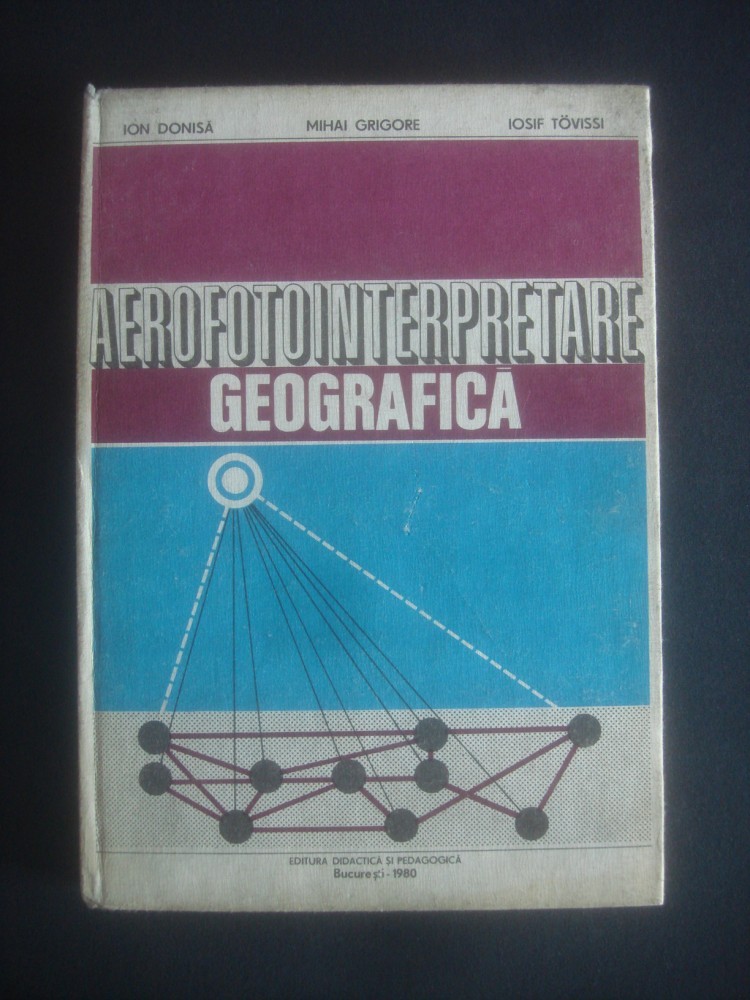 ION DONISĂ MIHAI GRIGORE IOSIF TÖVISSI
AEROFOTOINTERPRETARE
GEOGRAFICĂ
EDITURA DIDACTICĂ ȘI PEDAGOGICĂ
București - 1980